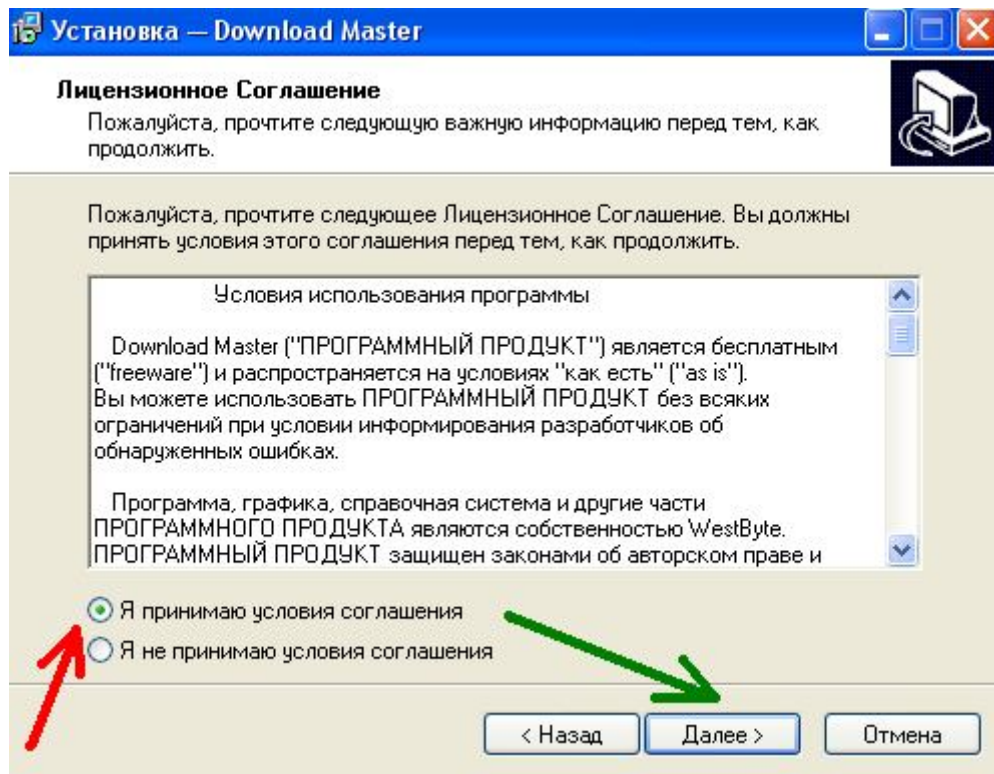 Установка — Download Master
Лицензионное Соглашение
Пожалуйста, прочтите следующую важную информацию перед тем, как
продолжить.
Пожалуйста, прочтите следующее Лицензионное Соглашение. Вы должны
принять условия этого соглашения перед тем, как продолжить.
Условия использования программы
Download Master ("ПРОГРАММНЫЙ ПРОДУКТ") является бесплатным
("freeware") и распространяется на условиях "как есть" ("as is").
Вы можете использовать ПРОГРАММНЫЙ ПРОДУКТ без всяких
ограничений при условии информирования разработчиков об
обнаруженных ошибках.
Программа, графика, справочная система и другие части
ПРОГРАММНОГО ПРОДУКТА являются собственностью WestByte.
ПРОГРАММНЫЙ ПРОДУКТ защищен законами об авторском праве и
Я принимаю условия соглашения
Я не принимаю условия соглашения
< Назад Далее > Отмена